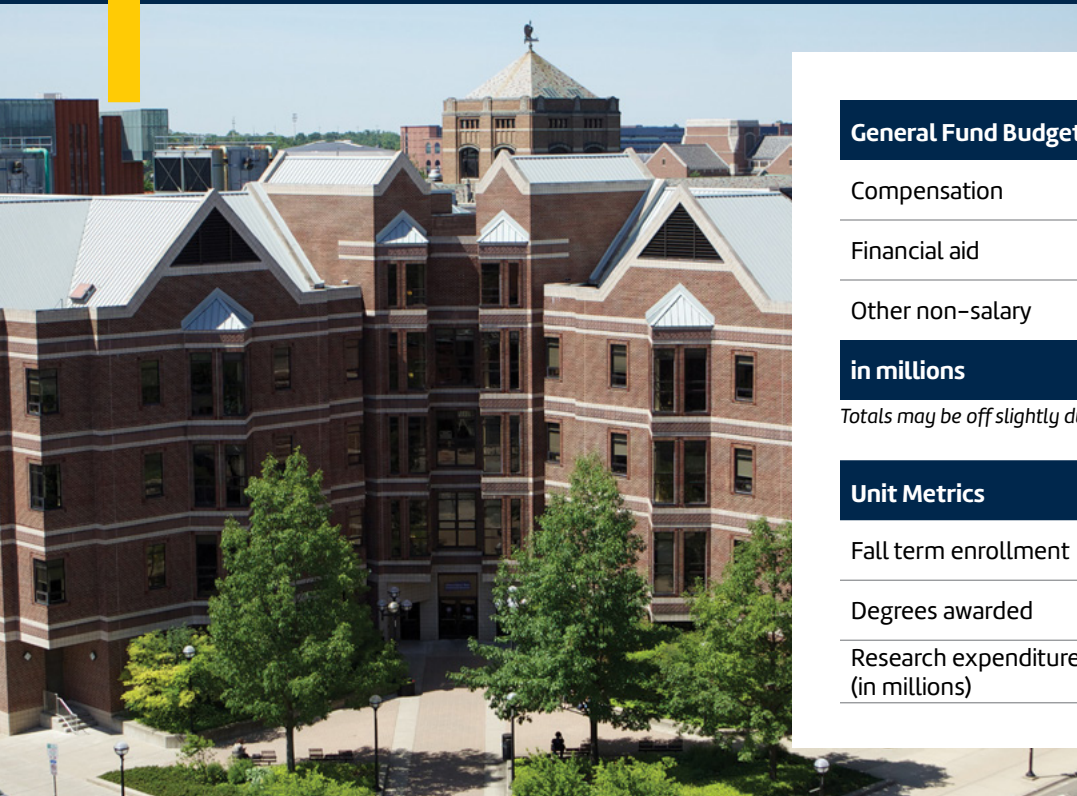 General Fund Budget
Compensation
Financial aid
Other non-salary
in millions
Totals may be off slightly
Unit Metrics
Fall term enrollment
Degrees awarded
Research expenditure
(in millions)